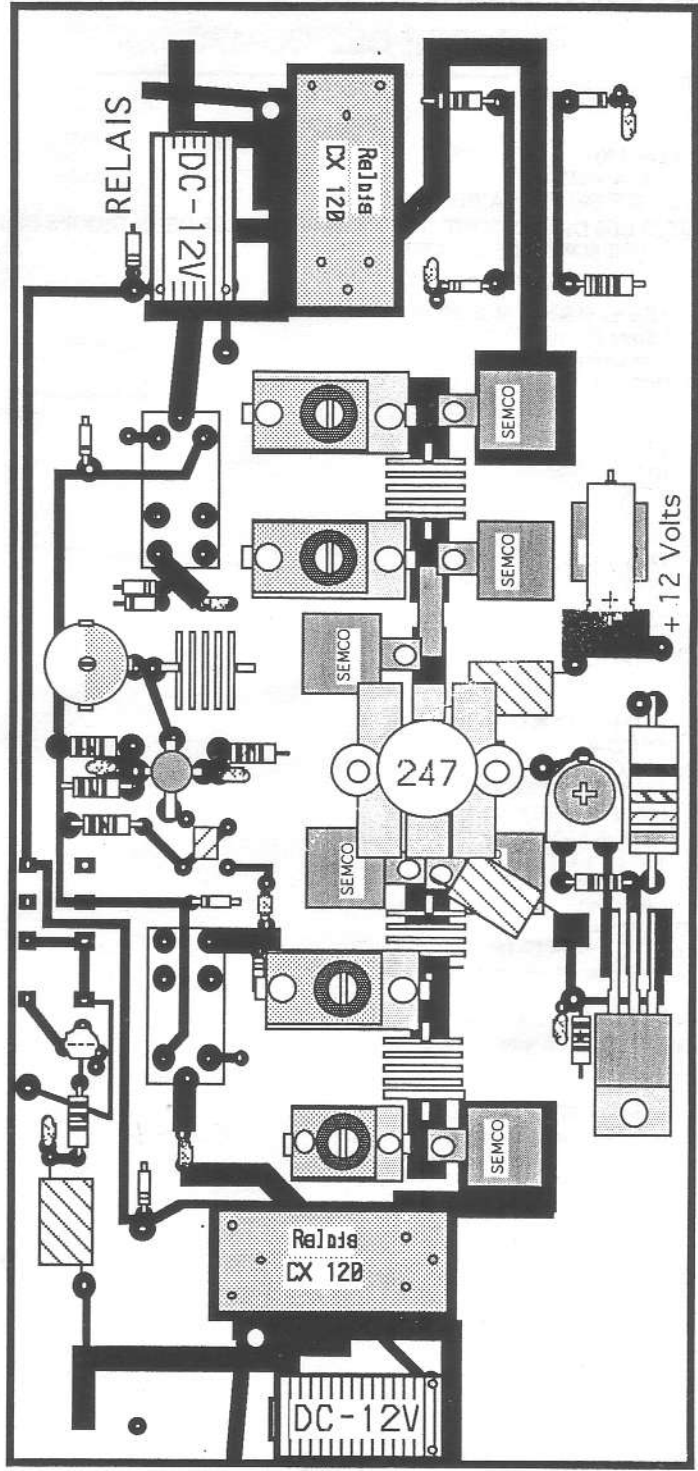 RELAIS
DC-12V
Relais
CX 120
SEMCO
SEMCO
SEMCO
+ 12 Volts
+
247
SEMCO
SEMCO
Relais
CX 120
DC-12V